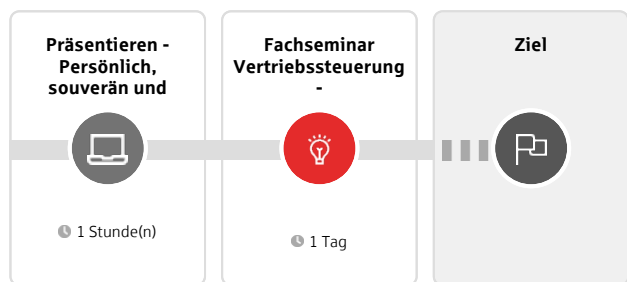 Präsentieren -
Persönlich,
souverän und
1 Stunde(n)
Fachseminar
Vertriebssteuerung
-
1 Tag
Ziel